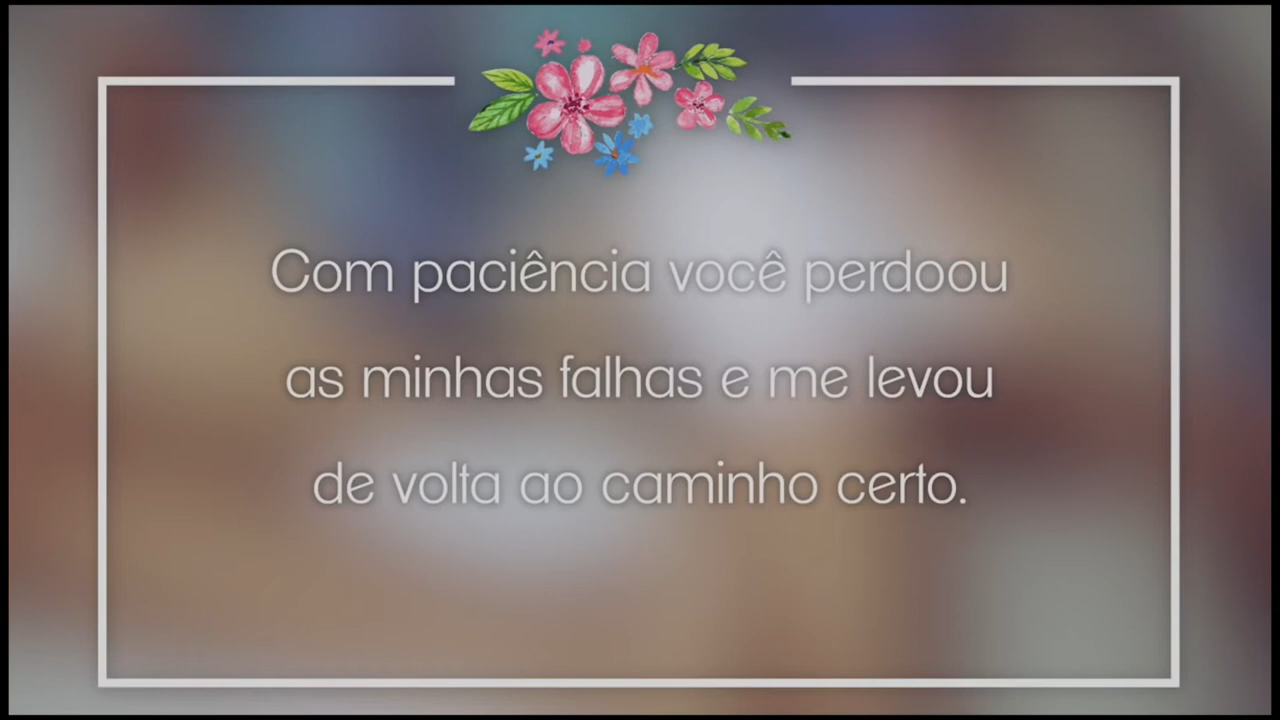 Com paciência você perdoou
as minhas falhas e me levou
de volta ao caminho certo.